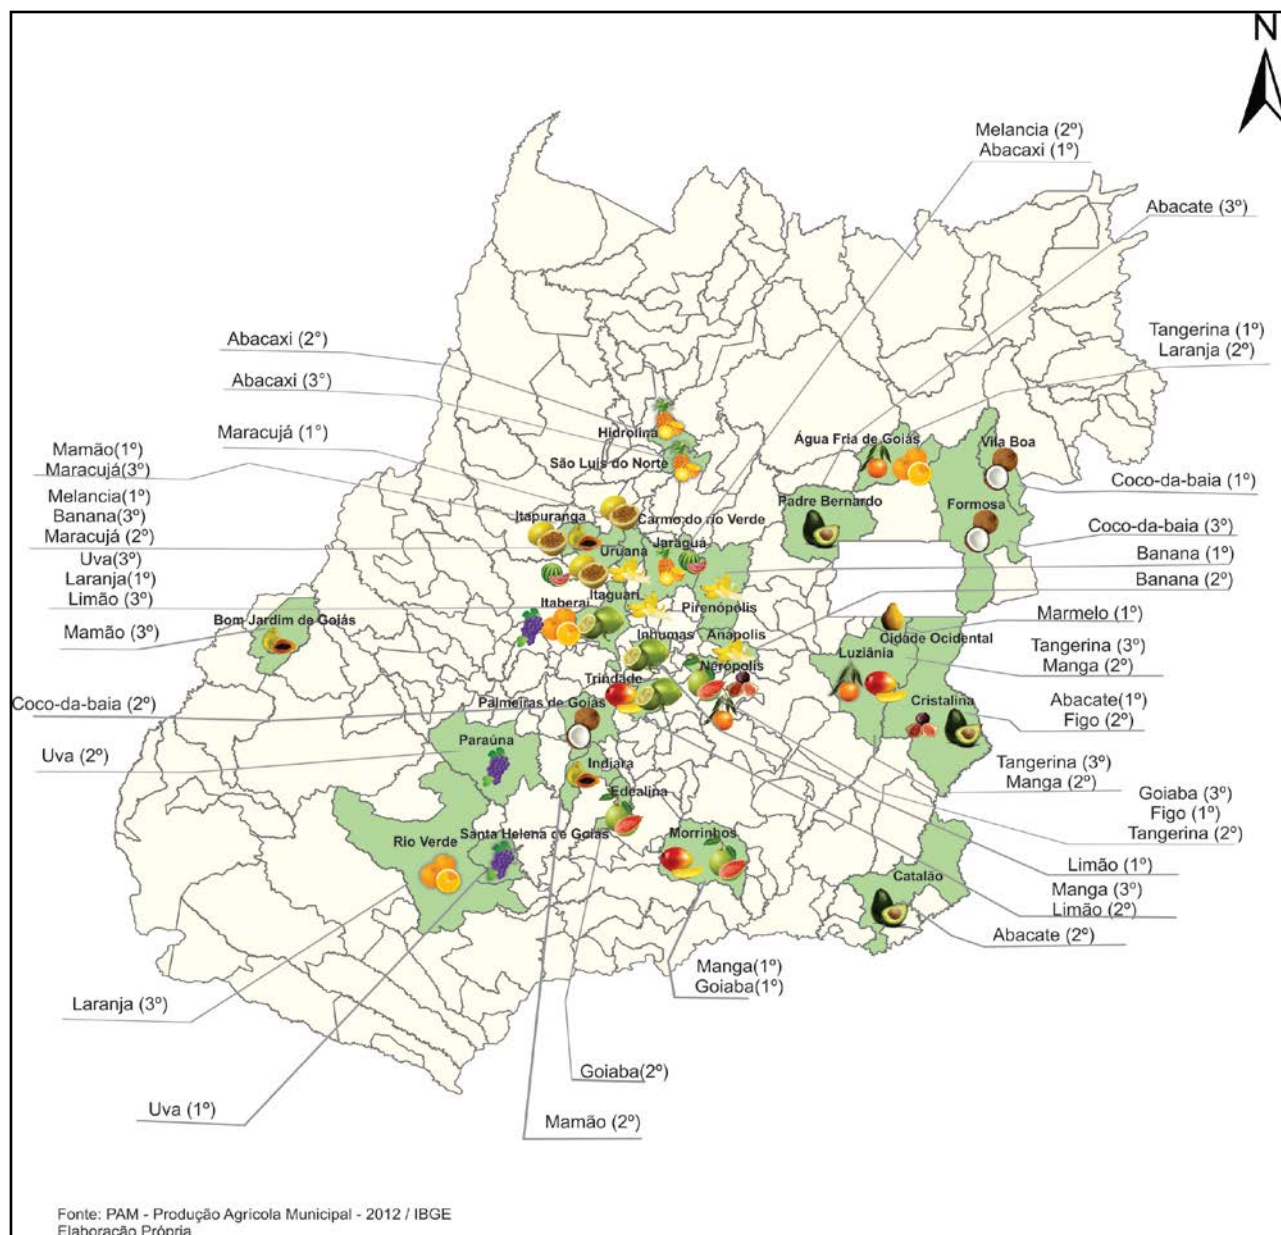 N
Melancia (2º)
Abacaxi (1º)
Abacate (3º)
Tangerina (1º)
Laranja (2º)
Abacaxi (2°)
Abacaxi (3°)
Maracujá (1°)
Mamão(1º)
Maracujá(3º)
Melancia(1º)
Banana(3º)
Maracujá (2º)
Uva(3º)
Laranja(1º)
Limão (3º)
Mamão (3º)
Coco-da-baia (2º)
Uva (2º)
Hidrolina
São Luis do Norte
Água Fria de Goiás
Vila Boa
Coco-da-baia (1º)
Padre Bernardo
Formosa
Coco-da-baia (3º)
Itapuranga
Carmo do rio Verde
Uruana
Jaraguá
Banana (1º)
Banana (2º)
Itaguari
Itaberaí
Pirenópolis
Marmelo (1º)
Bom Jardim de Goiás
Inhumas
Anápolis
Cidade Ocidental
Luziânia
Tangerina (3º)
Manga (2º)
Nerópolis
Trindade
Palmeiras de Goiás
Cristalina
Abacate(1º)
Figo (2º)
Paraúna
Indiara
Tangerina (3º)
Manga (2º)
Edealina
Goiaba (3º)
Figo (1º)
Tangerina (2º)
Rio Verde
Santa Helena de Goiás
Morrinhos
Limão (1º)
Catalão
Manga (3º)
Limão (2º)
Abacate (2º)
Manga(1º)
Goiaba(1º)
Laranja (3º)
Goiaba(2º)
Uva (1º)
Mamão (2º)
Fonte: PAM - Produção Agrícola Municipal - 2012 / IBGE
Elaboração Própria